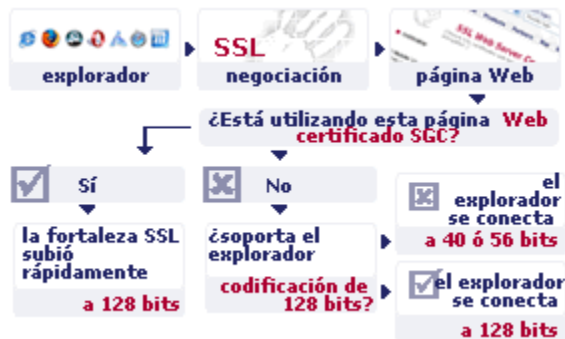 explorador
SSL
negociación
SSL Web Server Ce
página Web
¿Está utilizando esta página Web
certificado SGC?
Sí
la fortaleza SSL
subió
rápidamente
a 128 bits
No
¿soporta el
explorador
codificación de
128 bits?
el
explorador
se conecta
a 40 ó 56 bits
el explorador
se conecta
a 128 bits